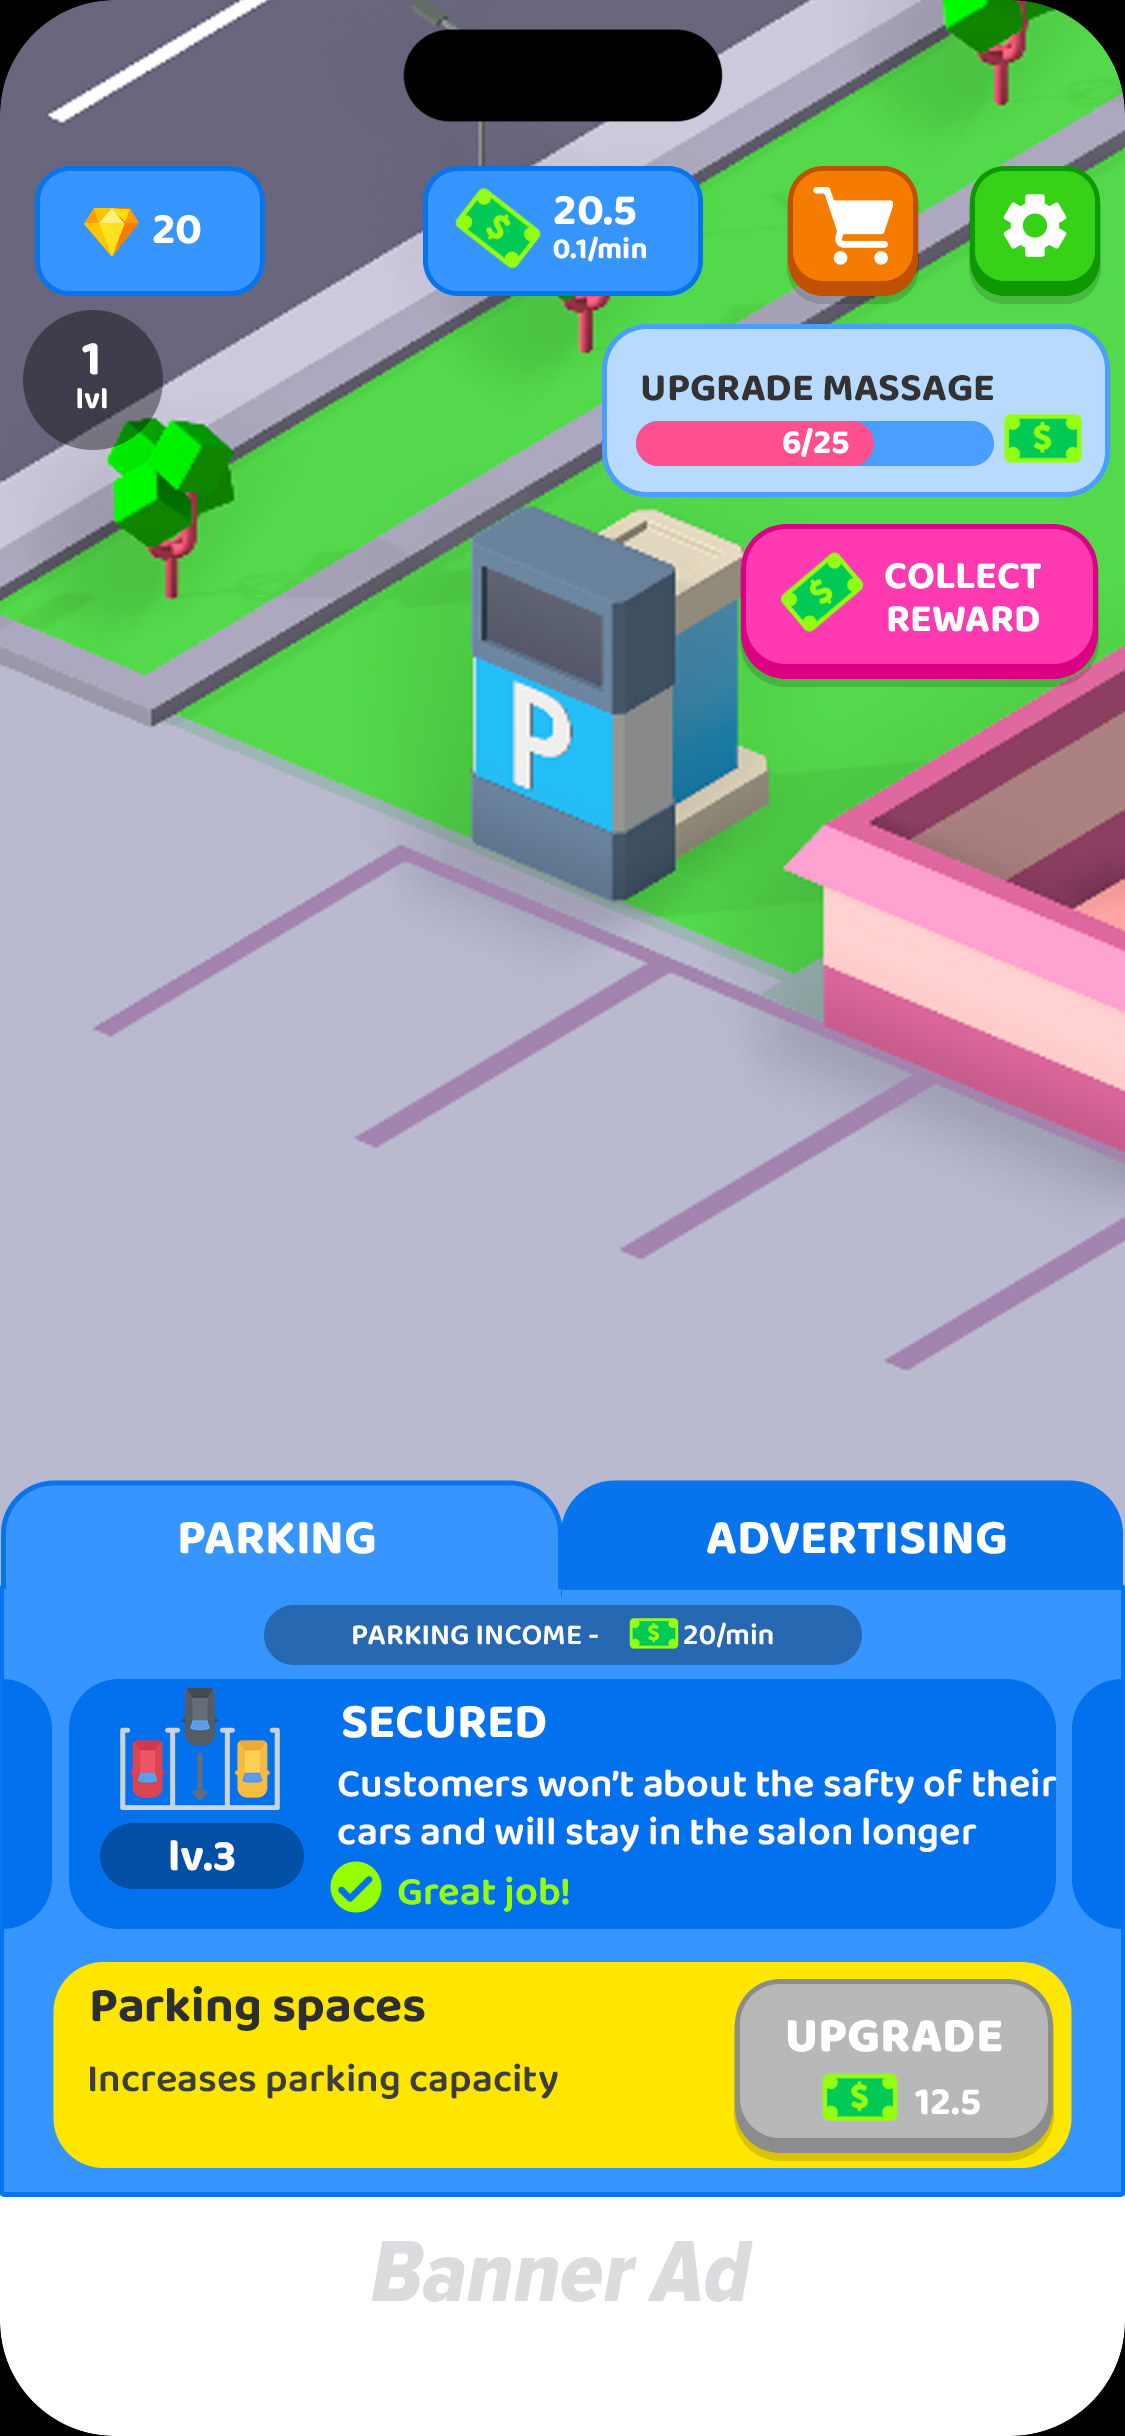 20
20.5
0.1/min
1
lvl
UPGRADE MASSAGE
6/25
$
COLLECT
REWARD
P
PARKING
ADVERTISING
PARKING INCOME - $ 20/min
SECURED
Customers won't about the safty of their
cars and will stay in the salon longer
lv.3
Great job!
Parking spaces
Increases parking capacity
UPGRADE
$ 12.5
Banner Ad